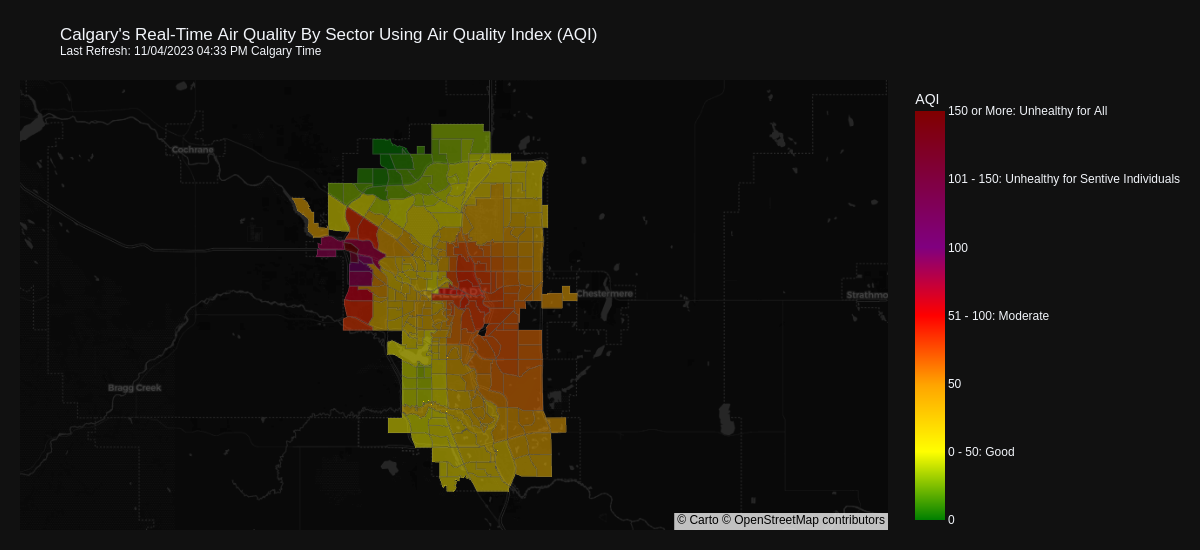 Calgary's Real-Time Air Quality By Sector Using Air Quality Index (AQI)
Last Refresh: 11/04/2023 04:33 PM Calgary Time
AQI
150 or More: Unhealthy for All
Cochrane
101 - 150: Unhealthy for Sentive Individuals
100
CALGARY
Chestermere
Strathmo
51 - 100: Moderate
50
Bragg Creek
0 - 50: Good
0
© Carto © OpenStreetMap contributors